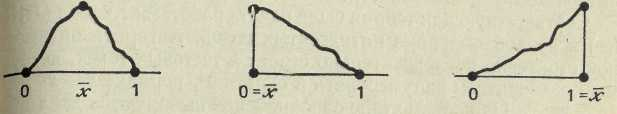 0 x̅ 1 0 = x̅ 1 0 1 = x̅